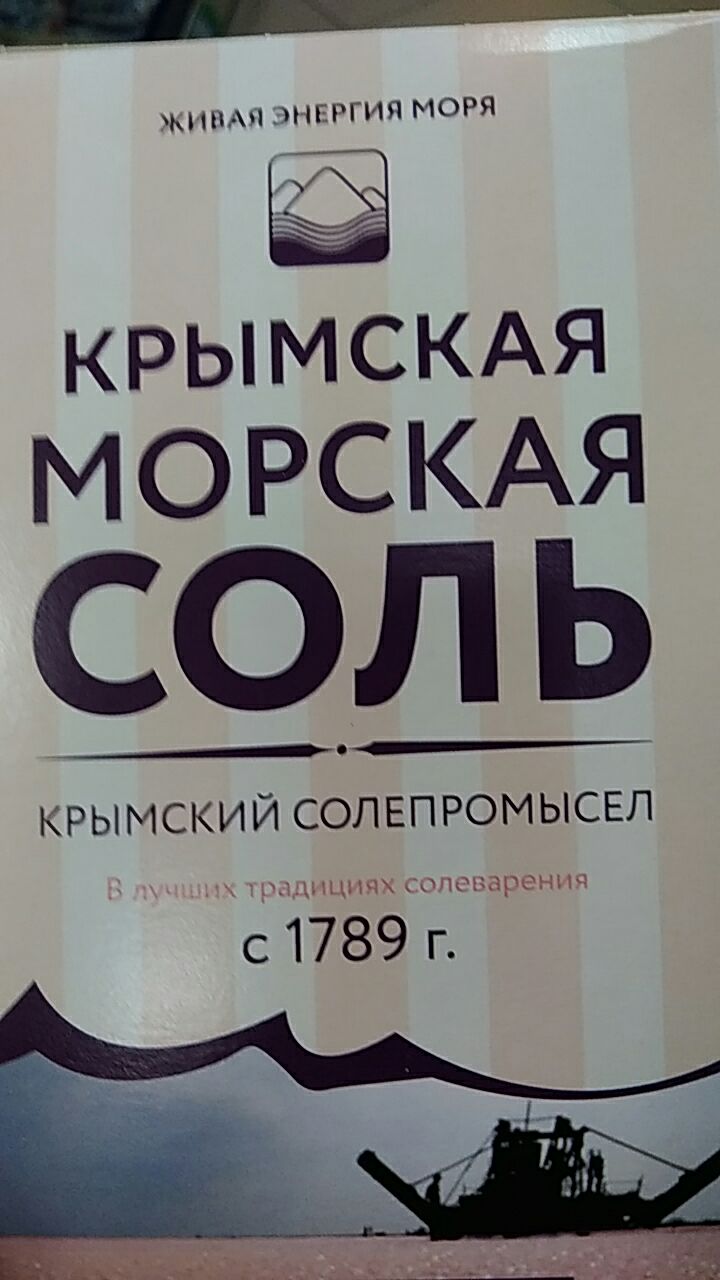 ЖИВАЯ ЭНЕРГИЯ МОРЯ
КРЫМСКАЯ
МОРСКАЯ
СОЛЬ
КРЫМСКИЙ СОЛЕПРОМЫСЕЛ
В лучших традициях солеварения
с 1789 г.